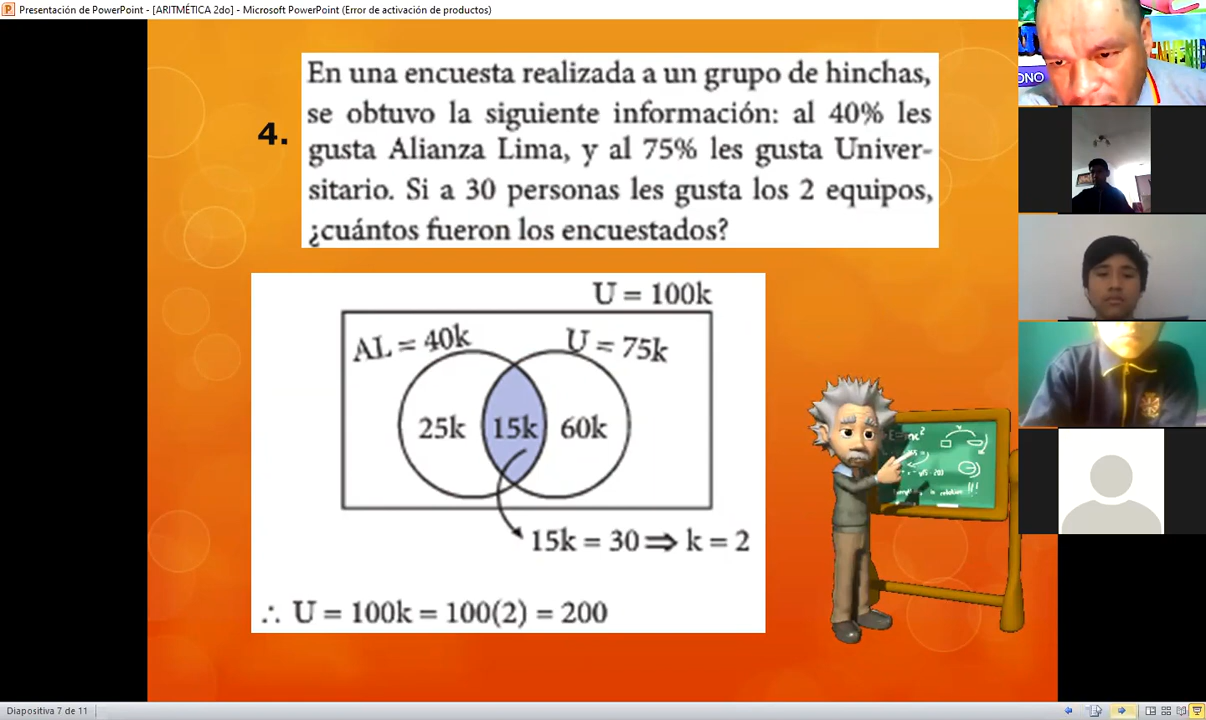 Presentación de PowerPoint - [ARITMÉTICA 2do] - Microsoft PowerPoint (Error de activación de productos)
4.
En una encuesta realizada a un grupo de hinchas,
se obtuvo la siguiente información: al 40% les
gusta Alianza Lima, y al 75% les gusta Univer-
sitario. Si a 30 personas les gusta los 2 equipos,
¿cuántos fueron los encuestados?
U = 100k
AL = 40k
U = 75k
25k
15k
60k
15k = 30 ⟹ k = 2
∴ U = 100k = 100(2) = 200
ONO
Diapositiva 7 de 11